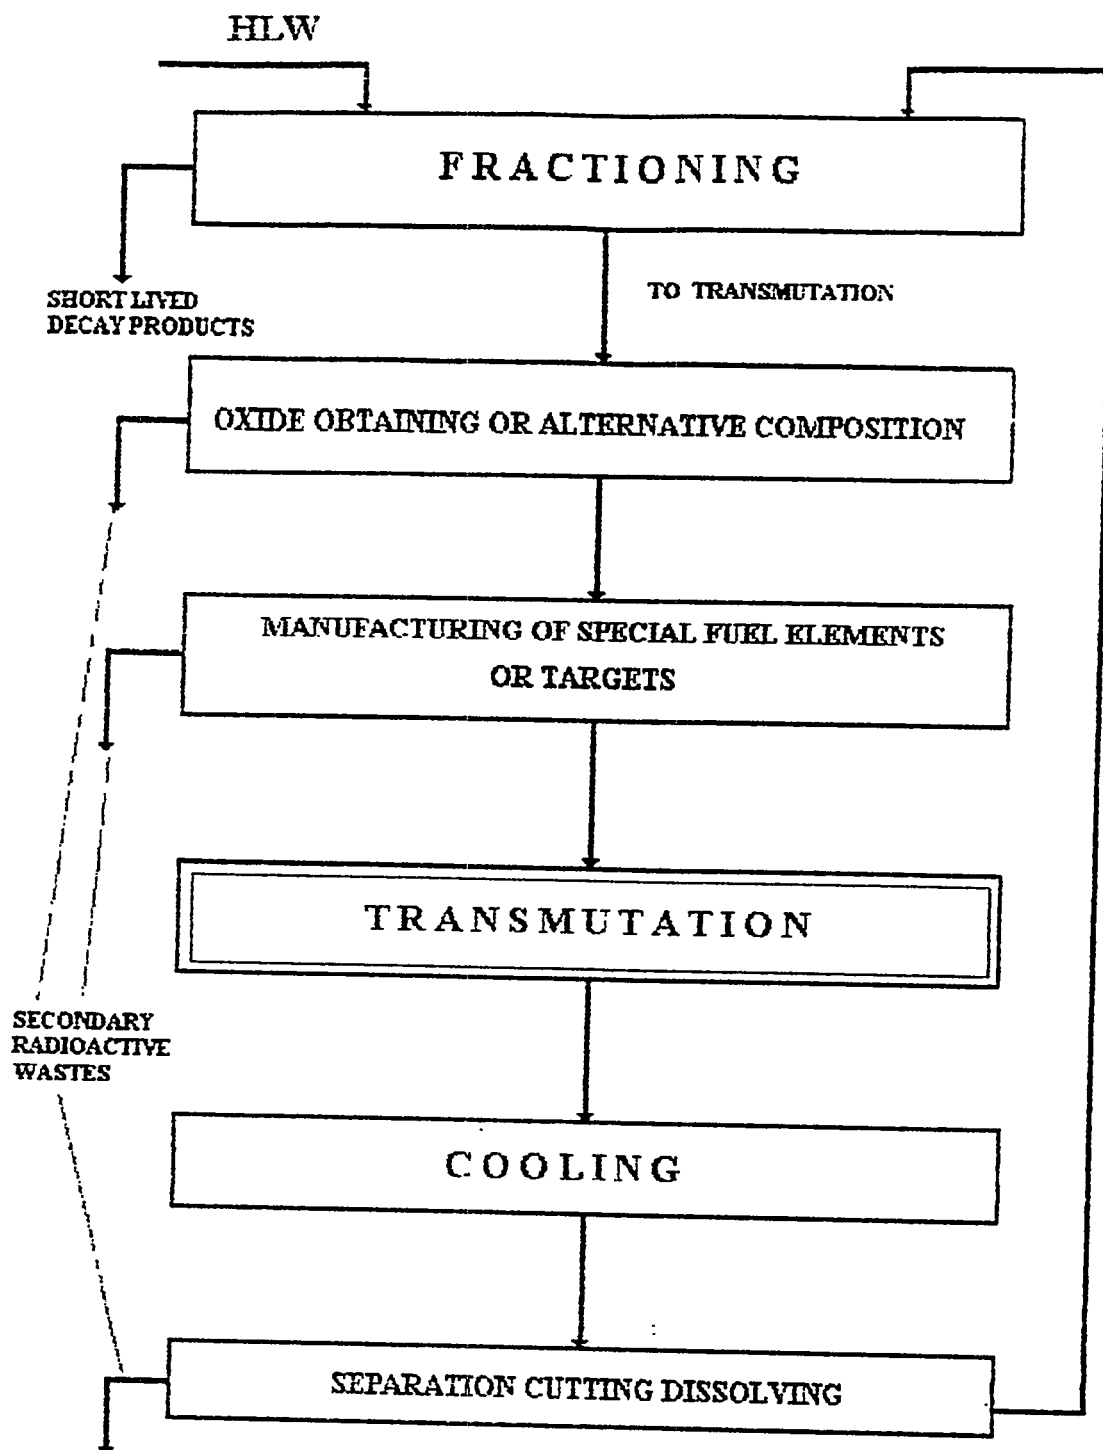 HLW
FRACTIONING
SHORT LIVED
DECAY PRODUCTS
TO TRANSMUTATION
OXIDE OBTAINING OR ALTERNATIVE COMPOSITION
MANUFACTURING OF SPECIAL FUEL ELEMENTS
OR TARGETS
TRANSMUTATION
SECONDARY
RADIOACTIVE
WASTES
COOLING
SEPARATION CUTTING DISSOLVING